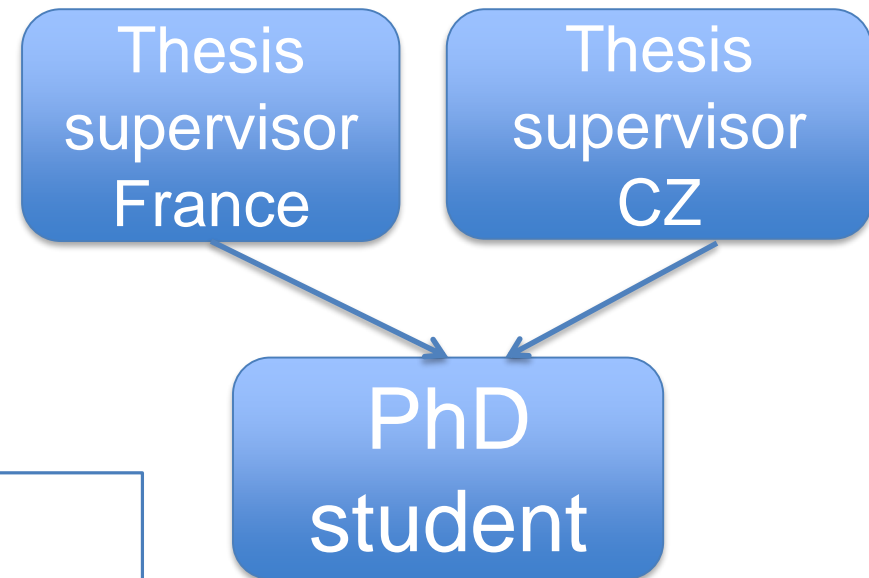 Thesis
supervisor
France
Thesis
supervisor
CZ
PhD
student